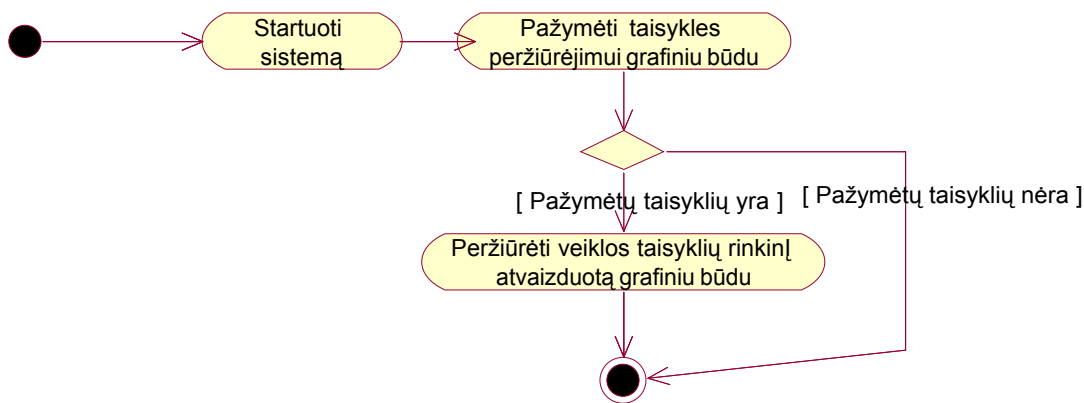 Startuoti
sistemą
Pažymėti taisykles
peržiūrėjimui grafiniu būdu
[ Pažymėtų taisyklių yra ]
[ Pažymėtų taisyklių nėra ]
Peržiūrėti veiklos taisyklių rinkinĮ
atvaizduotą grafiniu būdu